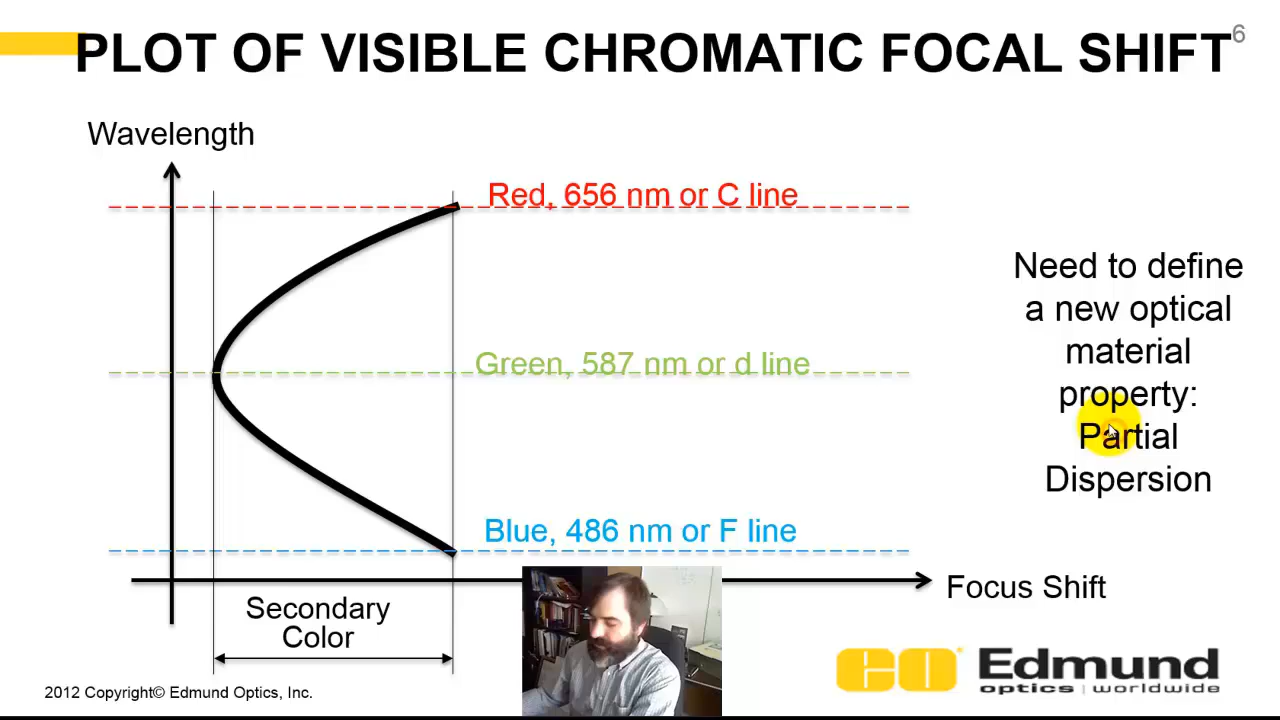 6
PLOT OF VISIBLE CHROMATIC FOCAL SHIFT
Wavelength
Red, 656 nm or C line
Green, 587 nm or d line
Blue, 486 nm or F line
Need to define
a new optical
material
property:
Partial
Dispersion
Focus Shift
Secondary
Color
EO®
Edmund
optics | worldwide
2012 Copyright© Edmund Optics, Inc.